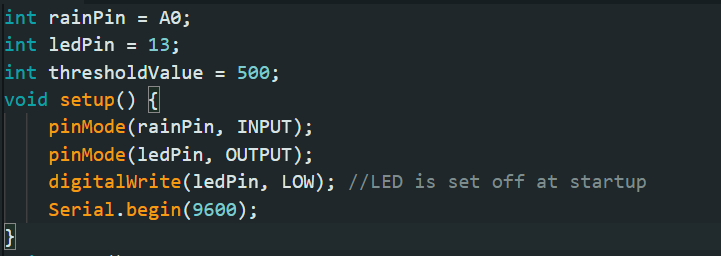 int rainPin = A0;
int ledPin = 13;
int thresholdValue = 500;
void setup() {
    pinMode(rainPin, INPUT);
    pinMode(ledPin, OUTPUT);
    digitalWrite(ledPin, LOW); //LED is set off at startup
    Serial.begin(9600);
}